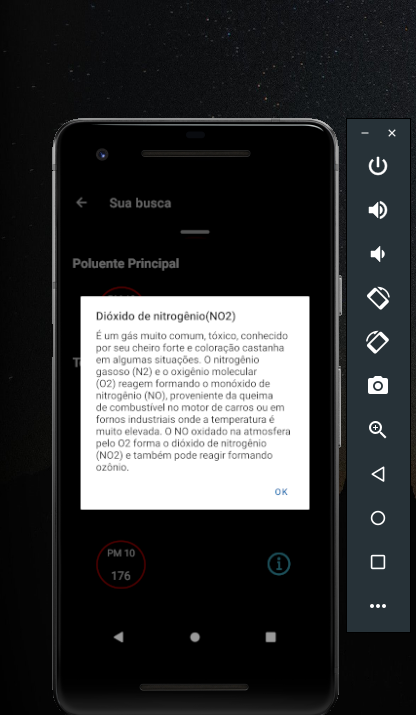 Sua busca
Poluente Principal
Dióxido de nitrogênio(NO2)
É um gás muito comum, tóxico, conhecido
por seu cheiro forte e coloração castanha
em algumas situações. O nitrogênio
gasoso (N2) e o oxigênio molecular
(O2) reagem formando o monóxido de
nitrogênio (NO), proveniente da queima
de combustível no motor de carros ou em
fornos industriais onde a temperatura é
muito elevada. O NO oxidado na atmosfera
pelo O2 forma o dióxido de nitrogênio
(NO2) e também pode reagir formando
ozônio.
OK
PM 10
176